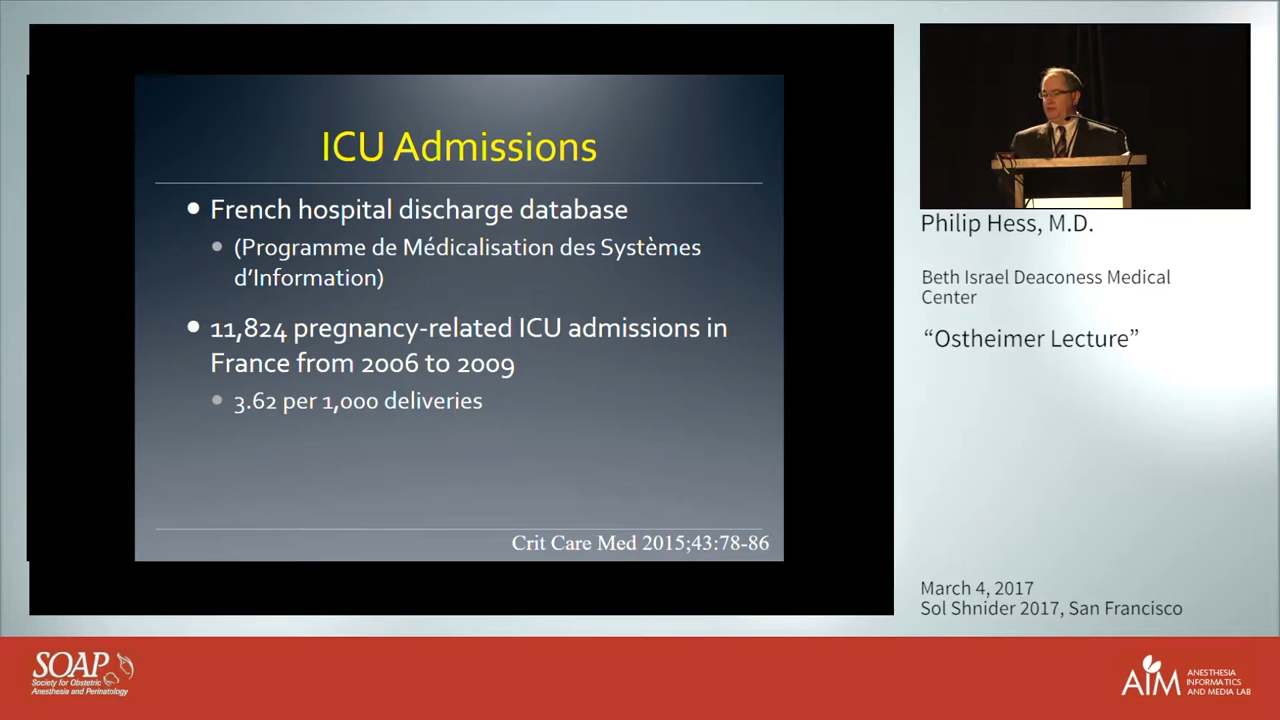 ICU Admissions
French hospital discharge database
(Programme de Médicalisation des Systèmes
d’Information)
11,824 pregnancy-related ICU admissions in
France from 2006 to 2009
3.62 per 1,000 deliveries
Crit Care Med 2015;43:78-86
Philip Hess, M.D.
Beth Israel Deaconess Medical
Center
“Ostheimer Lecture”
March 4, 2017
Sol Shnider 2017, San Francisco
SOAP
Society for Obstetric
Anesthesia and Perinatology
AIM
ANESTHESIA
INFORMATICS
AND MEDIA LAB